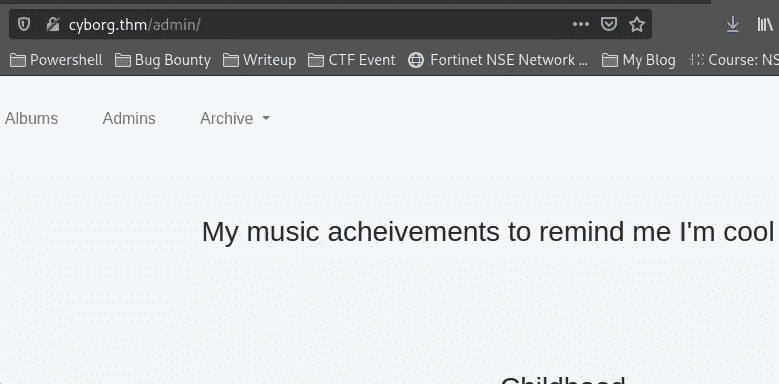 cyborg.thm/admin/
Powershell Bug Bounty Writeup CTF Event Fortinet NSE Network ... My Blog Course: NS
Albums Admins Archive
My music acheivements to remind me I'm cool
Childhood